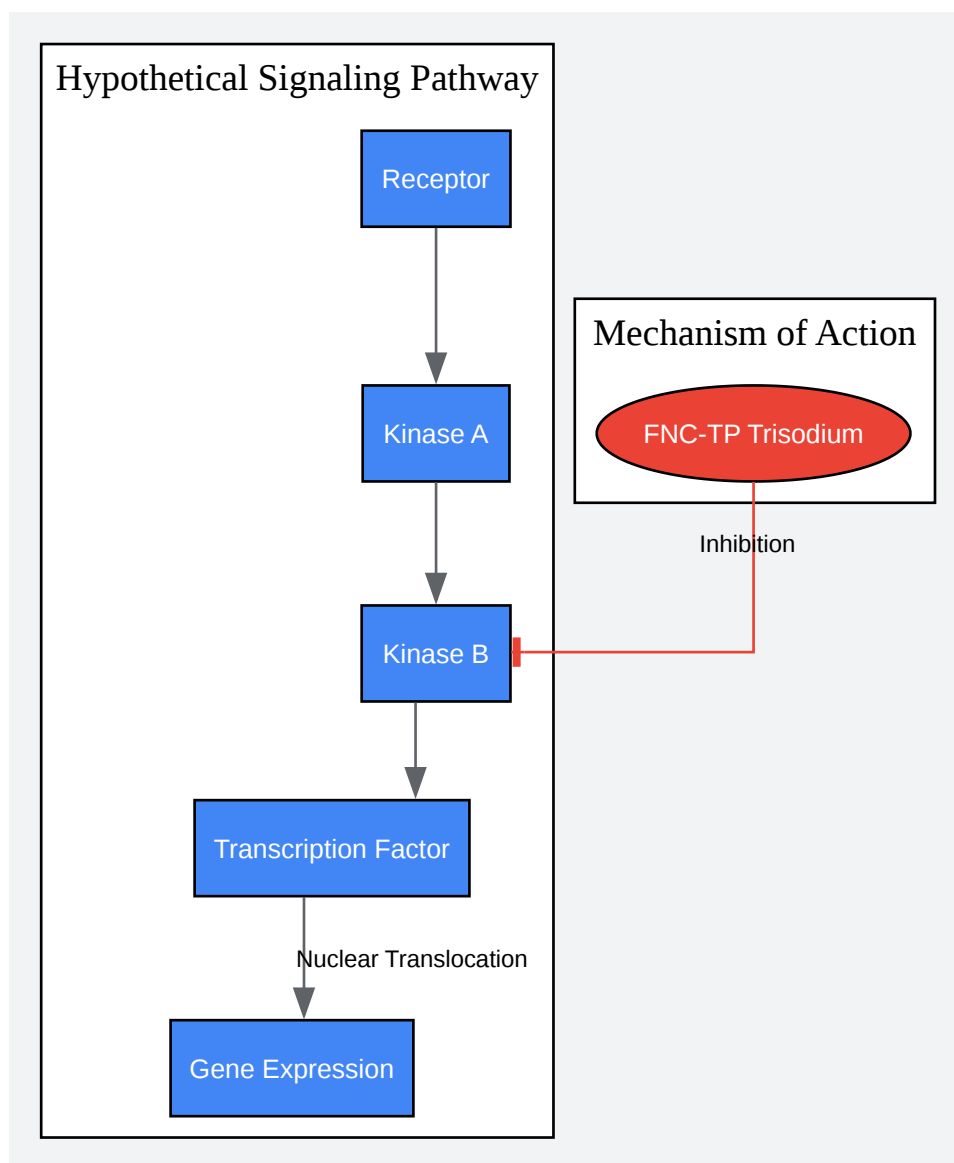 Hypothetical Signaling Pathway
Receptor
Mechanism of Action
Kinase A
FNC-TP Trisodium
Inhibition
Kinase B
Transcription Factor
Nuclear Translocation
Gene Expression